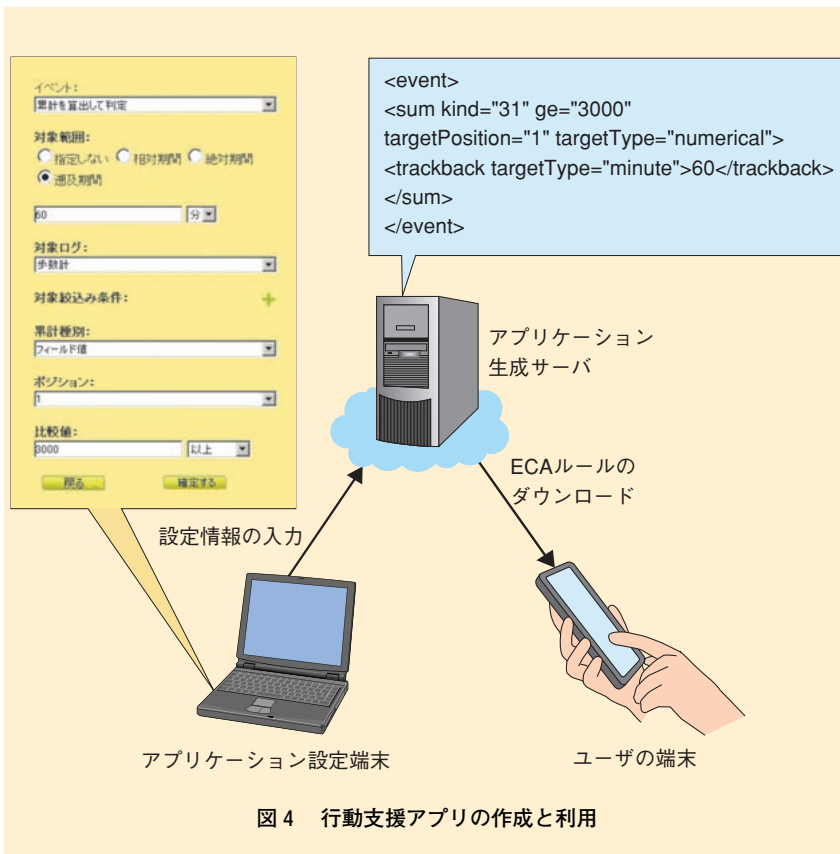 イベント:
累計を算出して判定
対象範囲:
指定しない 相対期間 絶対期間
遡及期間
60 分
対象ログ:
歩数計
対象絞込み条件: +
累計種別:
フィールド値
ポジション:
1
比較値:
3000 以上
戻る 確定する
<event>
<sum kind="31" ge="3000"
targetPosition="1" targetType="numerical">
<trackback targetType="minute">60</trackback>
</sum>
</event>
アプリケーション
生成サーバ
設定情報の入力
ECAルールの
ダウンロード
アプリケーション設定端末
ユーザの端末
図4 行動支援アプリの作成と利用